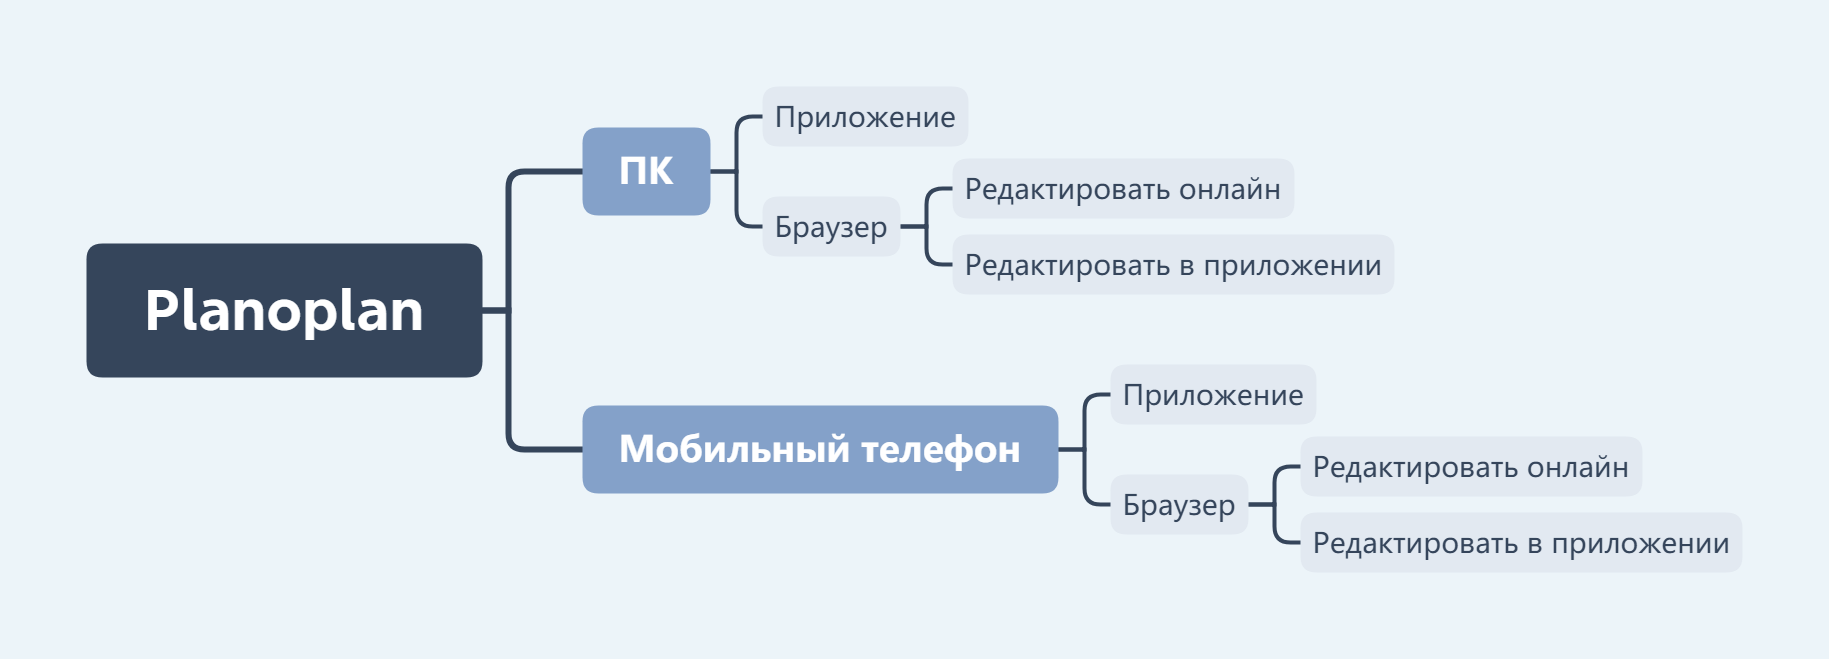 Planoplan
ПК
Приложение
Браузер
Редактировать онлайн
Редактировать в приложении
Мобильный телефон
Приложение
Браузер
Редактировать онлайн
Редактировать в приложении